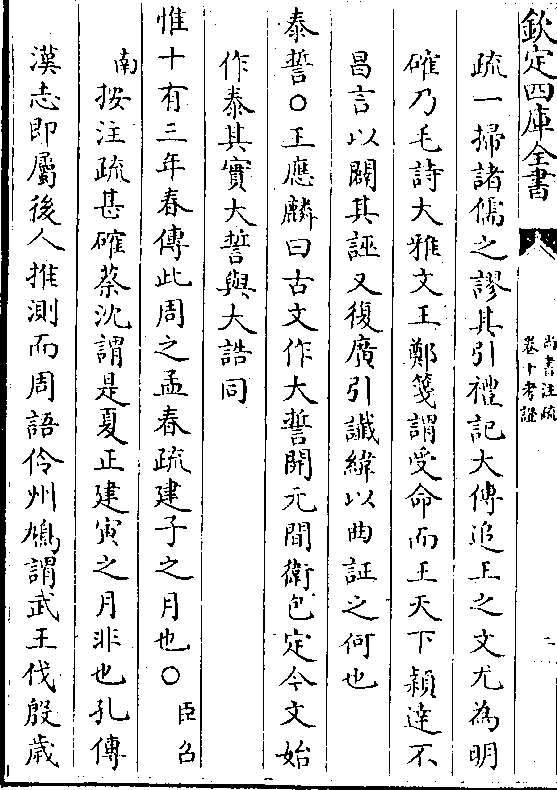 欽定四庫全書
尚書注疏
卷十考證
疏一掃諸儒之謬其引禮記大傳追王之文尤為明
確乃毛詩大雅文王鄭箋謂受命而王天下穎達不
昌言以闢其誣又復廣引讖緯以曲証之何也
泰誓○王應麟曰古文作大誓開元間衛包定今文始
作泰其實大誓與大誥同
惟十有三年春傳此周之孟春疏建子之月也○臣召
南按注疏甚確蔡沈謂是夏正建寅之月非也孔傳
漢志即屬後人推測而周語伶州鳩謂武王伐殷歲